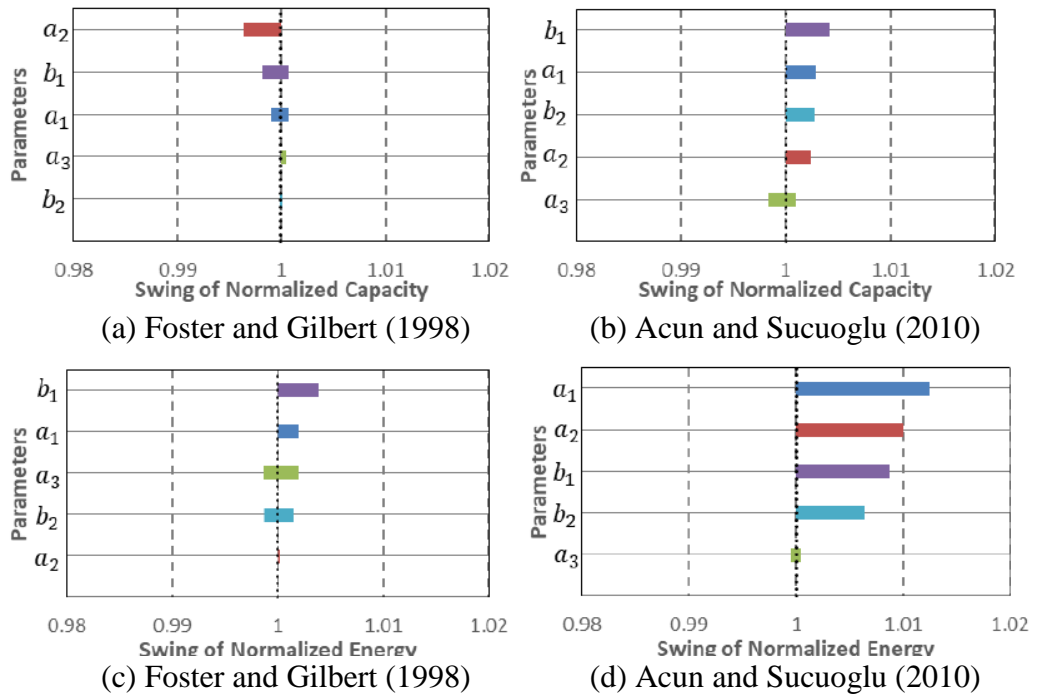 Parameters
a₂
b₁
a₁
a₃
b₂
0.98 0.99 1 1.01 1.02
Swing of Normalized Capacity
(a) Foster and Gilbert (1998)
Parameters
b₁
a₁
b₂
a₂
a₃
0.98 0.99 1 1.01 1.02
Swing of Normalized Capacity
(b) Acun and Sucuoglu (2010)
Parameters
b₁
a₁
a₃
b₂
a₂
0.98 0.99 1 1.01 1.02
Swing of Normalized Energy
(c) Foster and Gilbert (1998)
Parameters
a₁
a₂
b₁
b₂
a₃
0.98 0.99 1 1.01 1.02
Swing of Normalized Energy
(d) Acun and Sucuoglu (2010)